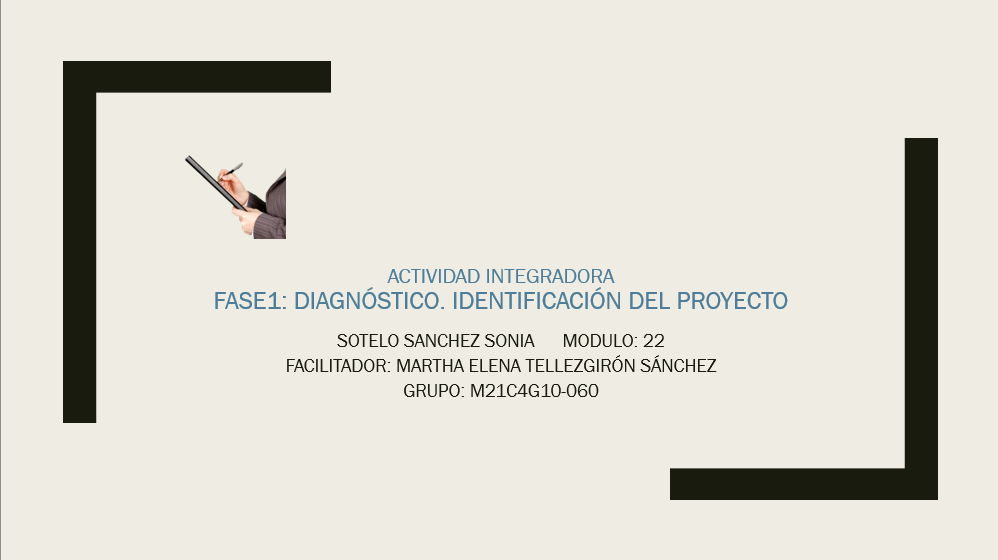 ACTIVIDAD INTEGRADORA
FASE1: DIAGNÓSTICO. IDENTIFICACIÓN DEL PROYECTO
SOTELO SANCHEZ SONIA MODULO: 22
FACILITADOR: MARTHA ELENA TELLEZGIRÓN SÁNCHEZ
GRUPO: M21C4G10-060